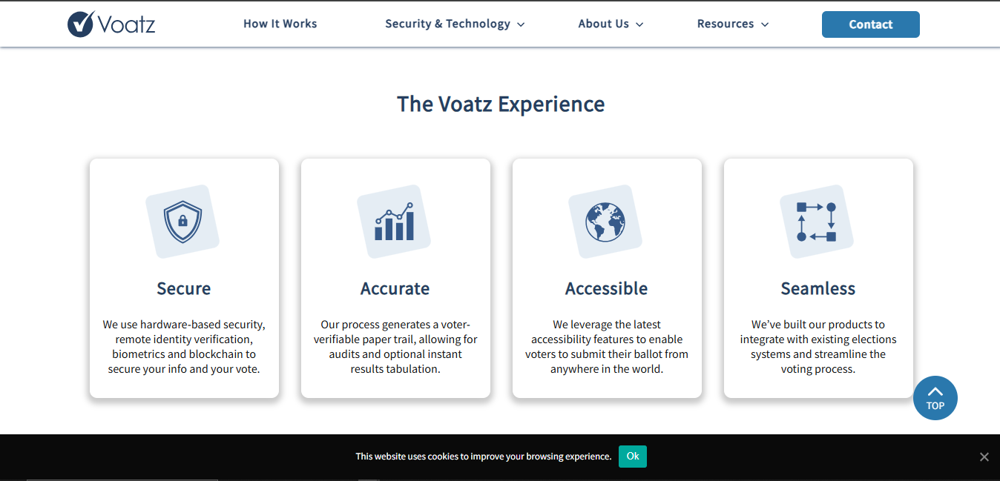 Voatz
How It Works
Security & Technology
About Us
Resources
Contact
The Voatz Experience
Secure
We use hardware-based security,
remote identity verification,
biometrics and blockchain to
secure your info and your vote.
Accurate
Our process generates a voter-
verifiable paper trail, allowing for
audits and optional instant
results tabulation.
Accessible
We leverage the latest
accessibility features to enable
voters to submit their ballot from
anywhere in the world.
Seamless
We’ve built our products to
integrate with existing elections
systems and streamline the
voting process.
TOP
This website uses cookies to improve your browsing experience.
Ok